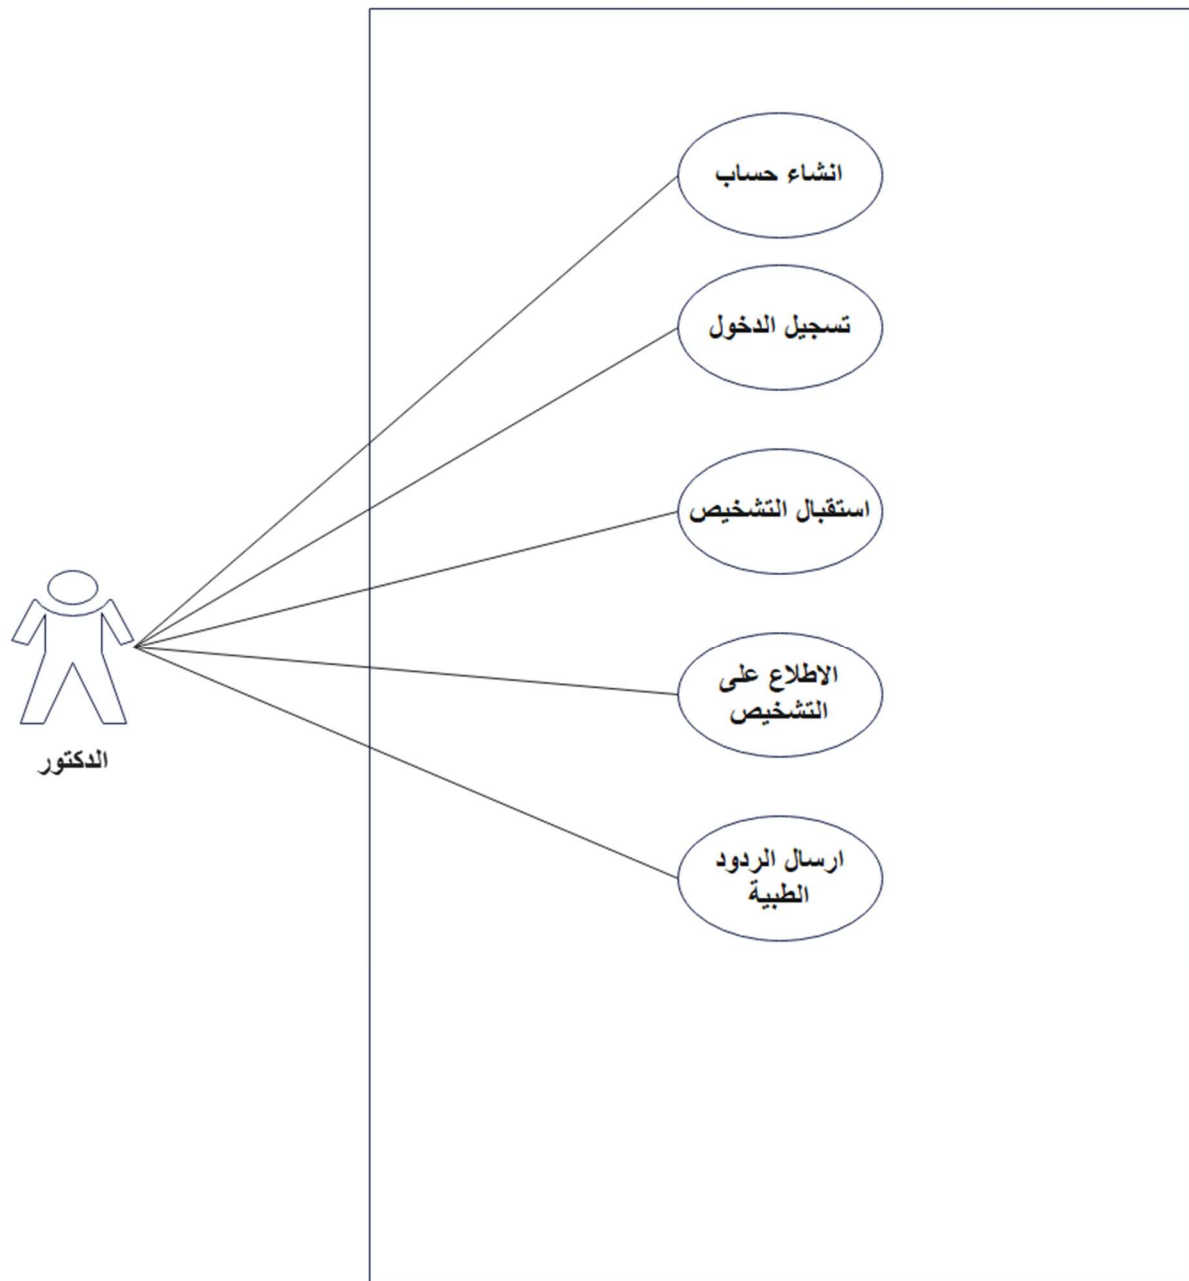 انشاء حساب
تسجيل الدخول
استقبال التشخيص
الاطلاع على
التشخيص
ارسال الردود
الطبية
الدكتور